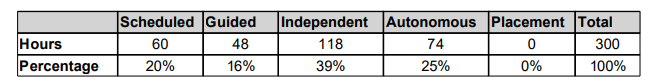 Scheduled Guided Independent Autonomous Placement Total
Hours 60 48 118 74 0 300
Percentage 20% 16% 39% 25% 0% 100%